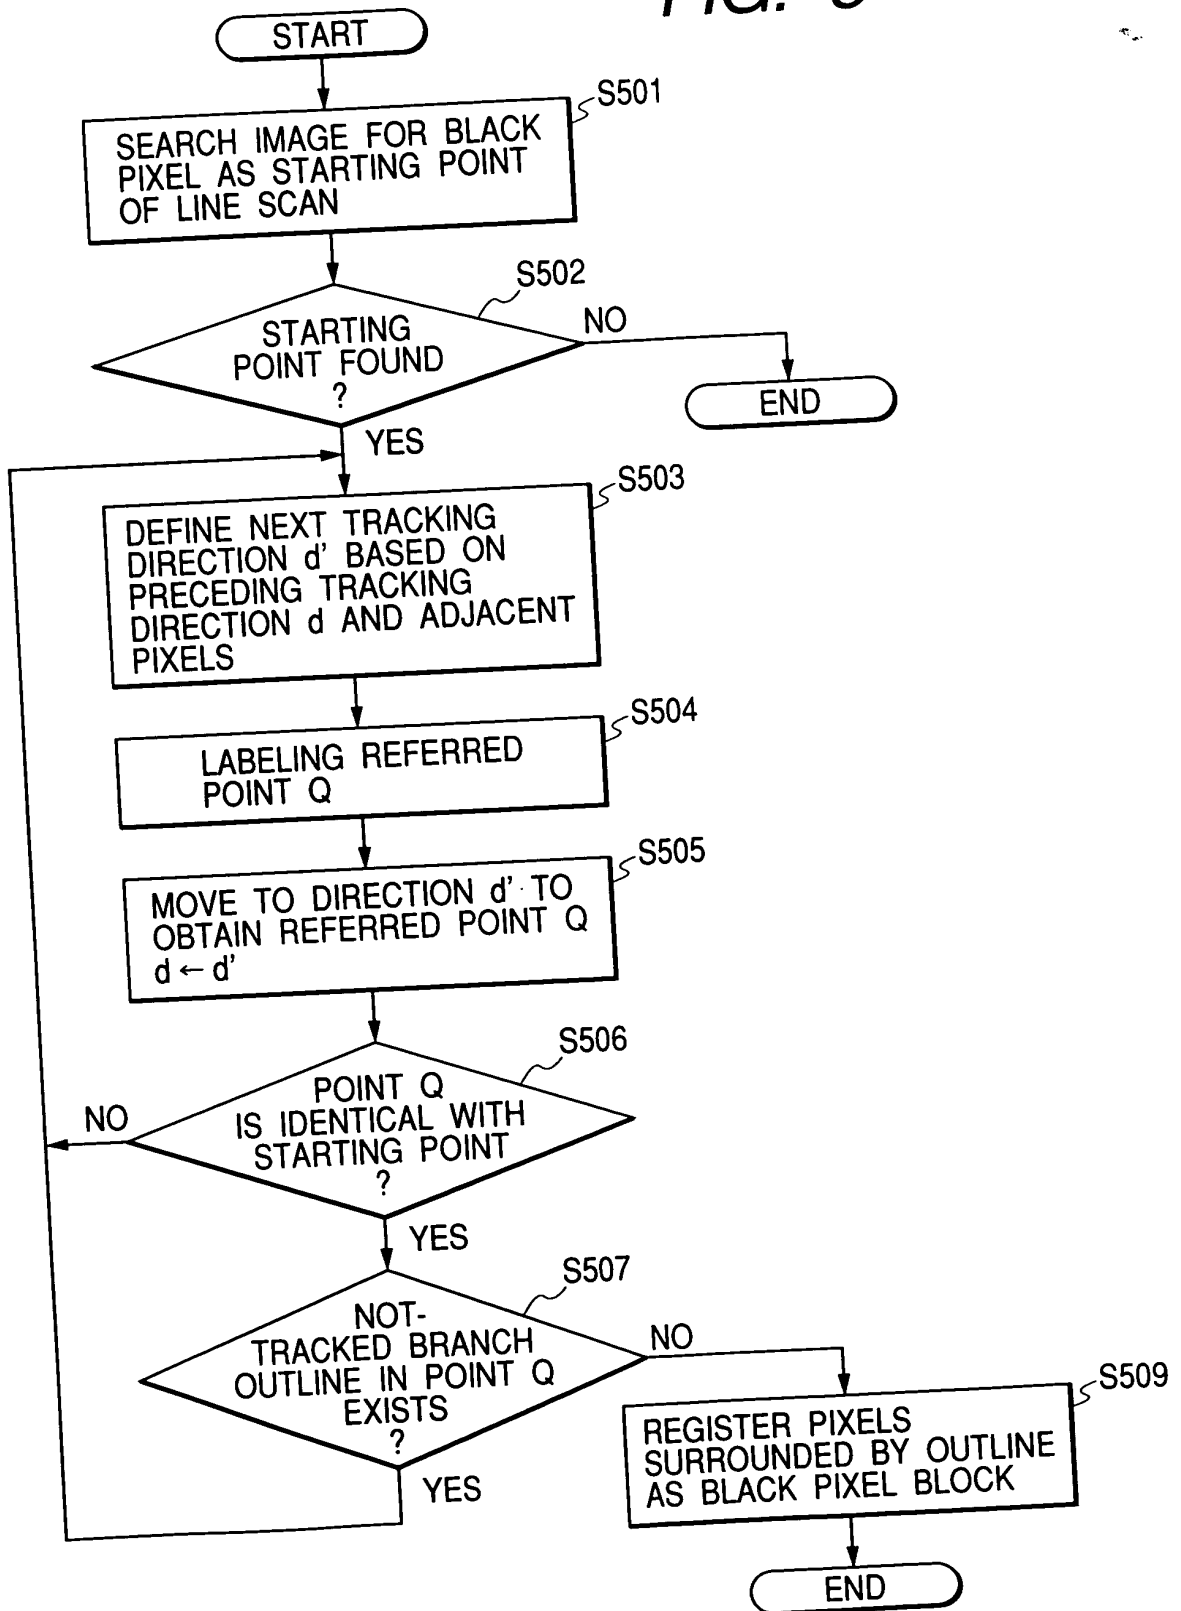 FIG.
START
S501
SEARCH IMAGE FOR BLACK
PIXEL AS STARTING POINT
OF LINE SCAN
S502
STARTING
POINT FOUND
?
NO
END
YES
S503
DEFINE NEXT TRACKING
DIRECTION d' BASED ON
PRECEDING TRACKING
DIRECTION d AND ADJACENT
PIXELS
S504
LABELING REFERRED
POINT Q
S505
MOVE TO DIRECTION d' TO
OBTAIN REFERRED POINT Q
d ← d'
S506
POINT Q
IS IDENTICAL WITH
STARTING POINT
?
NO
YES
S507
NOT-
TRACKED BRANCH
OUTLINE IN POINT Q
EXISTS
?
NO
YES
S509
REGISTER PIXELS
SURROUNDED BY OUTLINE
AS BLACK PIXEL BLOCK
END